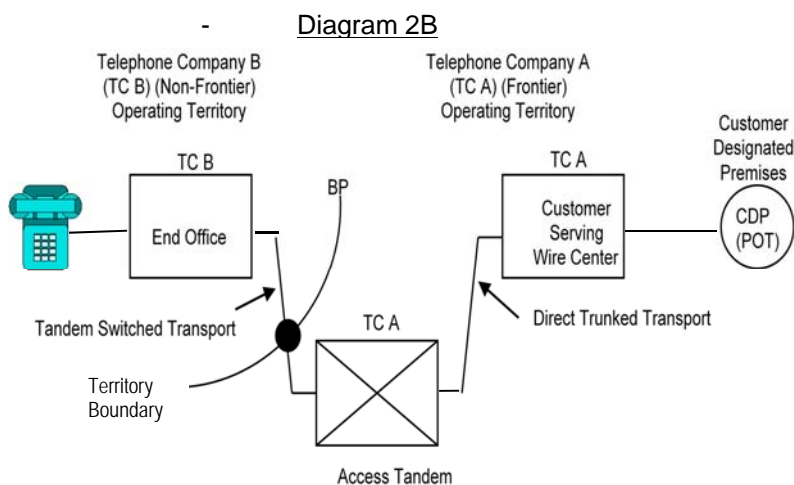 - Diagram 2B
Telephone Company B
(TC B) (Non-Frontier)
Operating Territory
Telephone Company A
(TC A) (Frontier)
Operating Territory
Customer
Designated
Premises
TC B
BP
TC A
End Office
Customer
Serving
Wire Center
CDP
(POT)
Tandem Switched Transport
TC A
Direct Trunked Transport
Territory
Boundary
Access Tandem